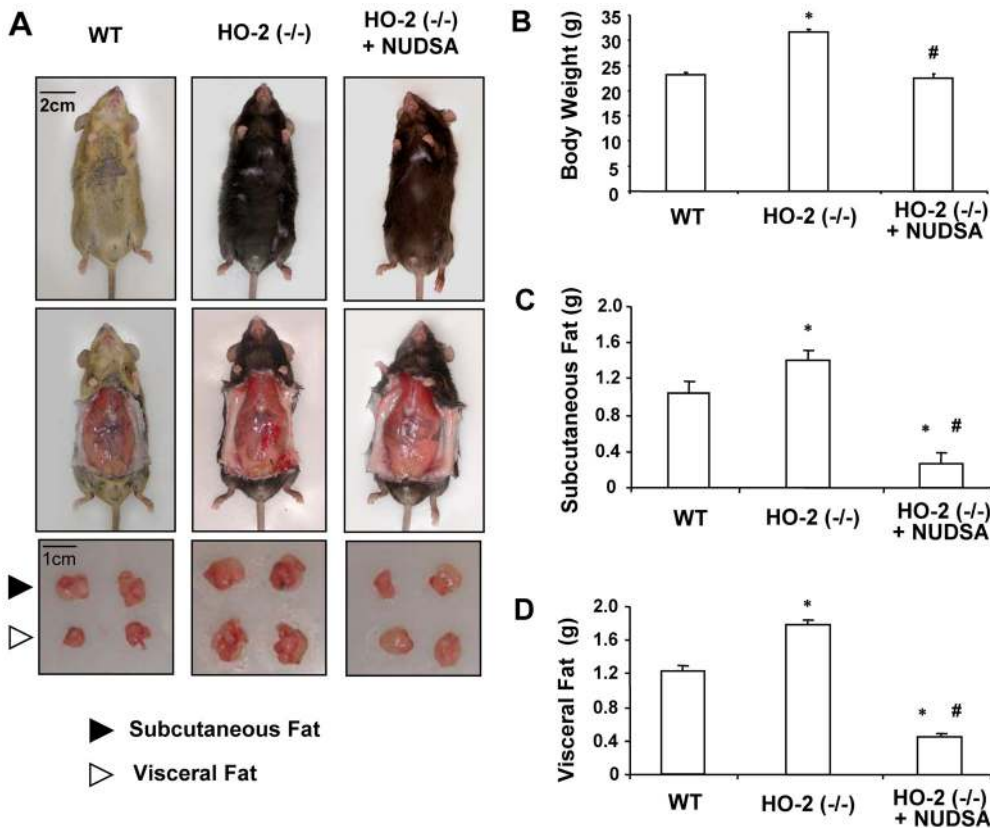 A
WT
HO-2 (-/-)
HO-2 (-/-)
+ NUDSA
2cm
1cm
▶ Subcutaneous Fat
▷ Visceral Fat
B
Body Weight (g)
35
30
25
20
15
10
5
0
*
#
WT
HO-2 (-/-)
HO-2 (-/-)
+ NUDSA
C
Subcutaneous Fat (g)
2.0
1.6
1.2
0.8
0.4
0
*
* #
WT
HO-2 (-/-)
HO-2 (-/-)
+ NUDSA
D
Visceral Fat (g)
2.0
1.6
1.2
0.8
0.4
0
*
* #
WT
HO-2 (-/-)
HO-2 (-/-)
+ NUDSA